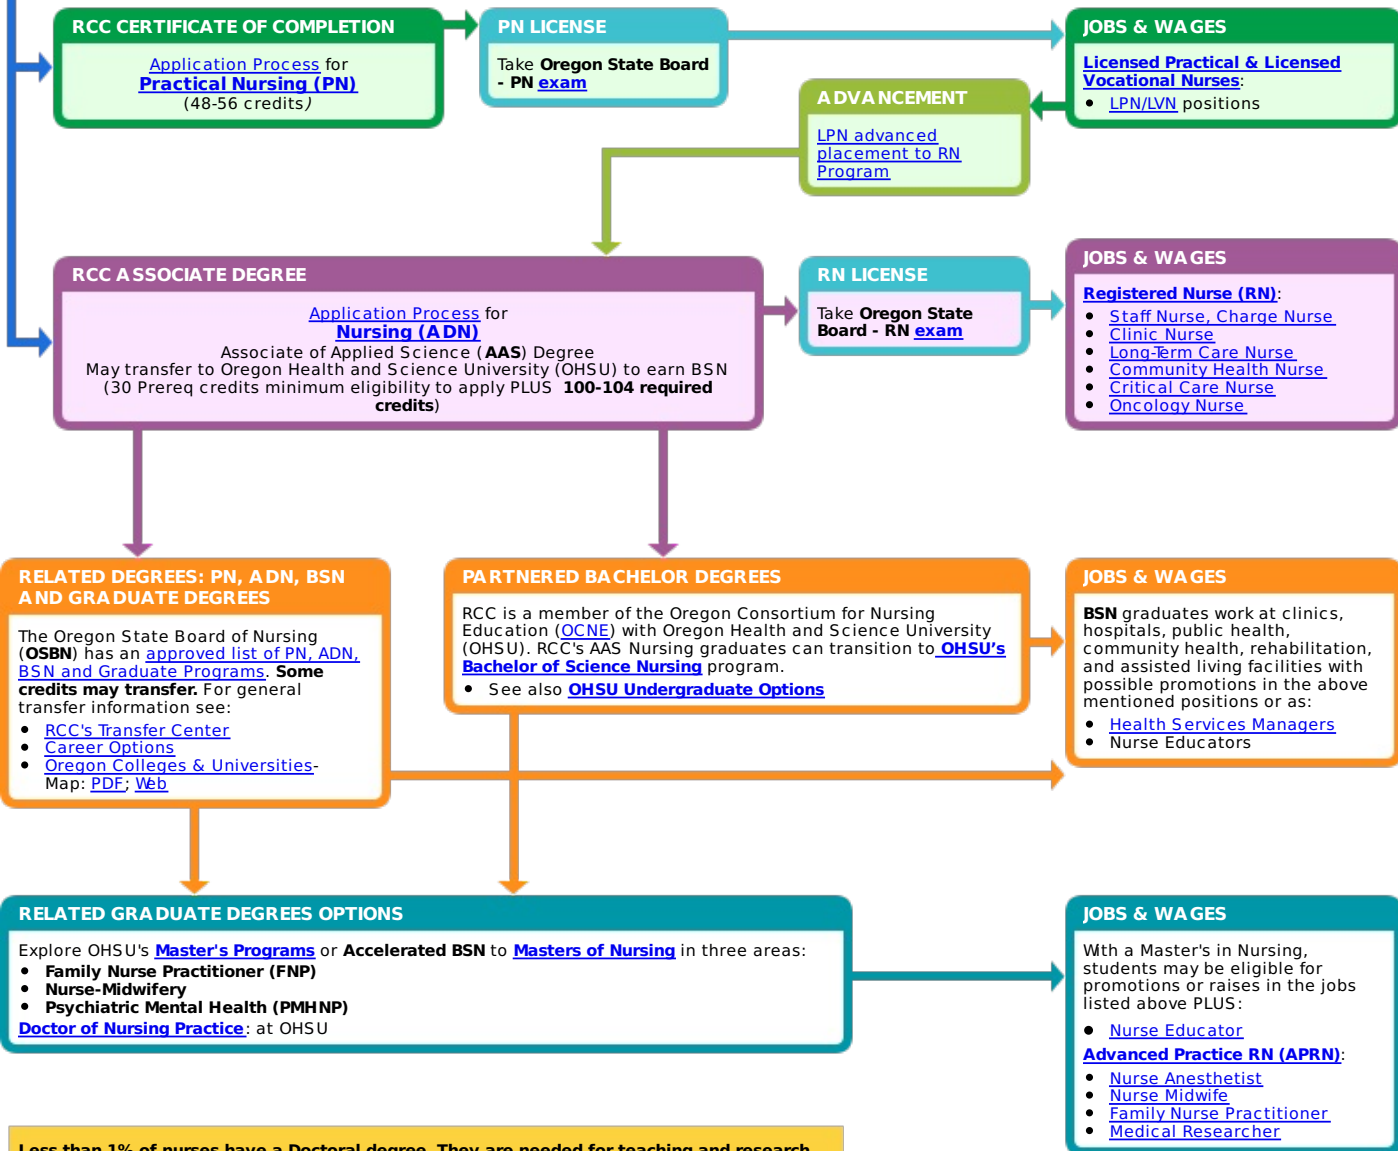 RCC CERTIFICATE OF COMPLETION
Application Process for
Practical Nursing (PN)
(48-56 credits)
PN LICENSE
Take Oregon State Board
- PN exam
JOBS & WAGES
Licensed Practical & Licensed
Vocational Nurses:
• LPN/LVN positions
ADVANCEMENT
LPN advanced
placement to RN
Program
RCC ASSOCIATE DEGREE
Application Process for
Nursing (ADN)
Associate of Applied Science (AAS) Degree
May transfer to Oregon Health and Science University (OHSU) to earn BSN
(30 Prereq credits minimum eligibility to apply PLUS 100-104 required
credits)
RN LICENSE
Take Oregon State
Board - RN exam
JOBS & WAGES
Registered Nurse (RN):
• Staff Nurse, Charge Nurse
• Clinic Nurse
• Long-Term Care Nurse
• Community Health Nurse
• Critical Care Nurse
• Oncology Nurse
RELATED DEGREES: PN, ADN, BSN
AND GRADUATE DEGREES
The Oregon State Board of Nursing
(OSBN) has an approved list of PN, ADN,
BSN and Graduate Programs. Some
credits may transfer. For general
transfer information see:
• RCC's Transfer Center
• Career Options
• Oregon Colleges & Universities-
Map: PDF; Web
PARTNERED BACHELOR DEGREES
RCC is a member of the Oregon Consortium for Nursing
Education (OCNE) with Oregon Health and Science University
(OHSU). RCC's AAS Nursing graduates can transition to OHSU's
Bachelor of Science Nursing program.
• See also OHSU Undergraduate Options
JOBS & WAGES
BSN graduates work at clinics,
hospitals, public health,
community health, rehabilitation,
and assisted living facilities with
possible promotions in the above
mentioned positions or as:
• Health Services Managers
• Nurse Educators
RELATED GRADUATE DEGREES OPTIONS
Explore OHSU's Master's Programs or Accelerated BSN to Masters of Nursing in three areas:
• Family Nurse Practitioner (FNP)
• Nurse-Midwifery
• Psychiatric Mental Health (PMHNP)
Doctor of Nursing Practice: at OHSU
JOBS & WAGES
With a Master's in Nursing,
students may be eligible for
promotions or raises in the jobs
listed above PLUS:
• Nurse Educator
Advanced Practice RN (APRN):
• Nurse Anesthetist
• Nurse Midwife
• Family Nurse Practitioner
• Medical Researcher
Less than 1% of nurses have a Doctoral degree. They are needed for teaching and research